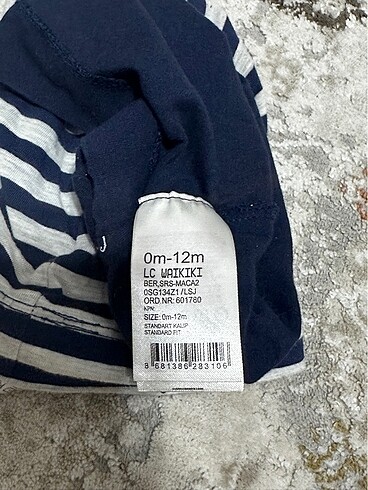 0m-12m
LC WAIKIKI
BER,SRS-MACA2
0SG134Z1/LSJ
ORD.NR: 601780
SIZE: 0m-12m
STANDART KALIP
STANDARD FIT
8 681386 283106